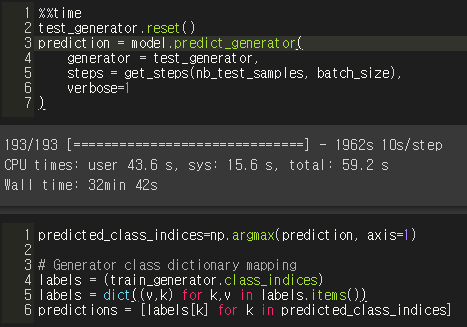 1 %%time
2 test_generator.reset()
3 prediction = model.predict_generator(
4     generator = test_generator,
5     steps = get_steps(nb_test_samples, batch_size),
6     verbose=1
7 )
193/193 [==============================] - 1962s 10s/step
CPU times: user 43.6 s, sys: 15.6 s, total: 59.2 s
Wall time: 32min 42s
1 predicted_class_indices=np.argmax(prediction, axis=1)
2
3 # Generator class dictionary mapping
4 labels = (train_generator.class_indices)
5 labels = dict((v,k) for k,v in labels.items())
6 predictions = [labels[k] for k in predicted_class_indices]